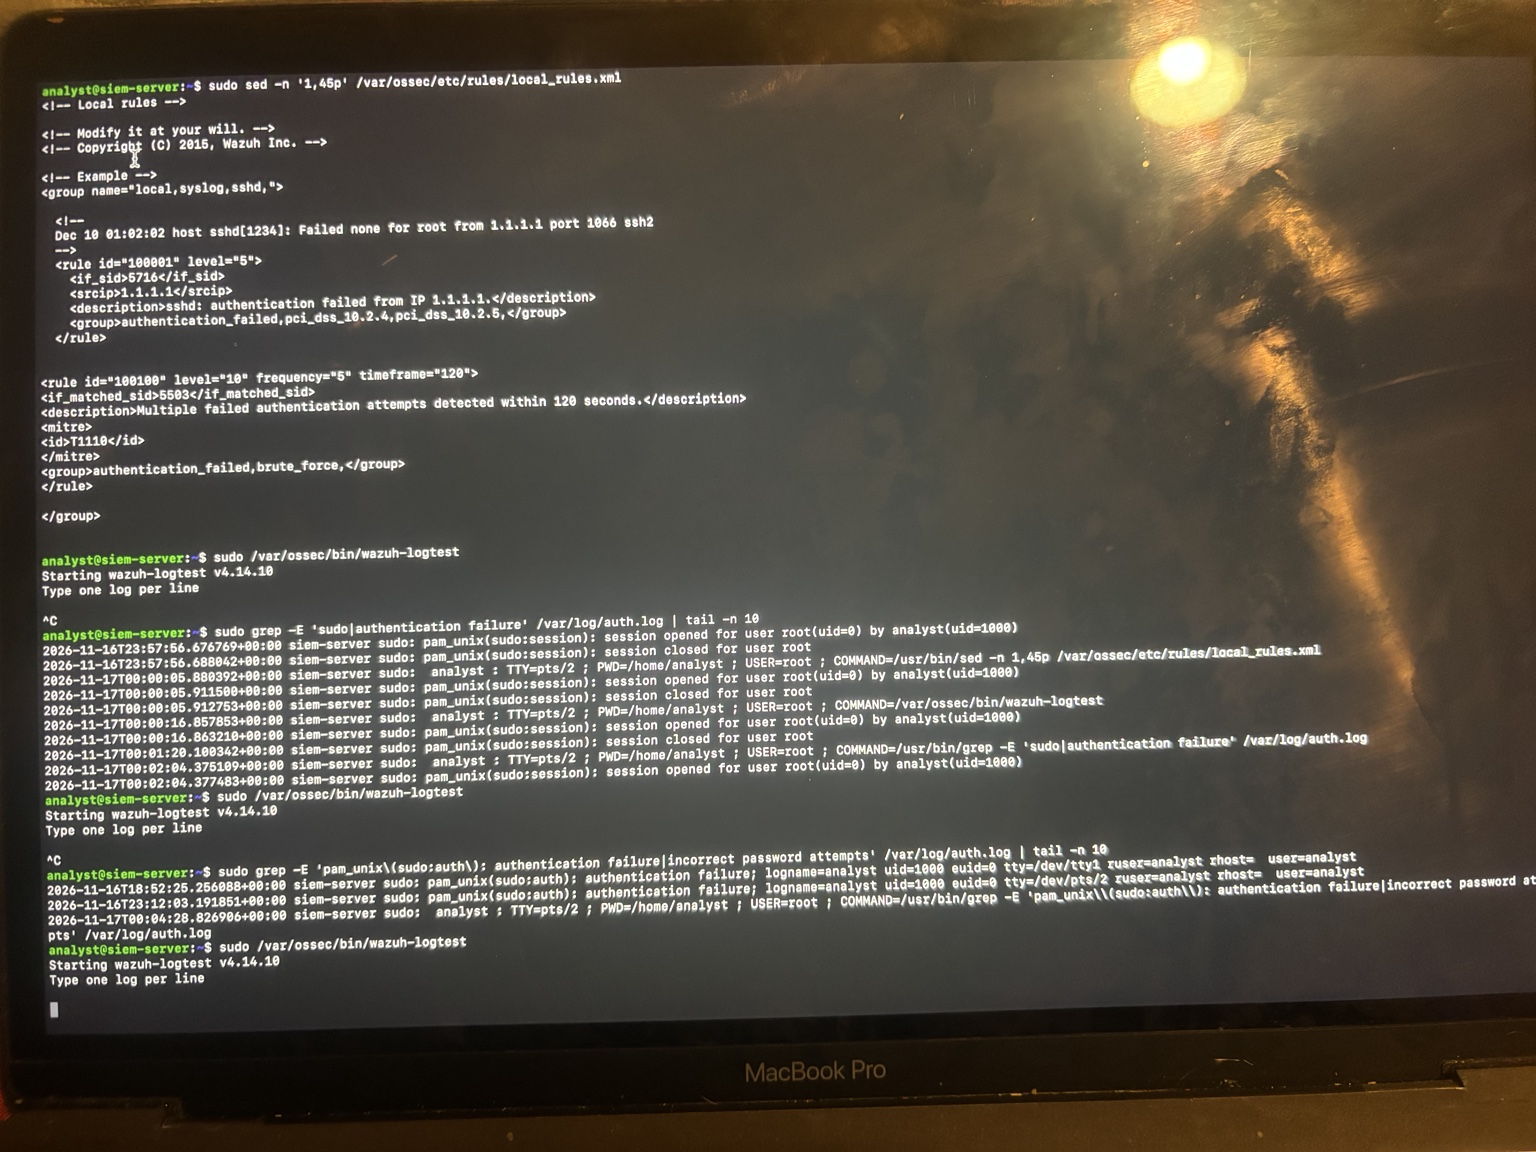 analyst@siem-server:~$ sudo sed -n '1,45p' /var/ossec/etc/rules/local_rules.xml
<!-- Local rules -->
<!-- Modify it at your will. -->
<!-- Copyright (C) 2015, Wazuh Inc. -->
<!-- Example -->
<group name="local,syslog,sshd,">
  <!--
  Dec 10 01:02:02 host sshd[1234]: Failed none for root from 1.1.1.1 port 1066 ssh2
  -->
  <rule id="100001" level="5">
    <if_sid>5716</if_sid>
    <srcip>1.1.1.1</srcip>
    <description>sshd: authentication failed from IP 1.1.1.1.</description>
    <group>authentication_failed,pci_dss_10.2.4,pci_dss_10.2.5,</group>
  </rule>
<rule id="100100" level="10" frequency="5" timeframe="120">
<if_matched_sid>5503</if_matched_sid>
<description>Multiple failed authentication attempts detected within 120 seconds.</description>
<mitre>
<id>T1110</id>
</mitre>
<group>authentication_failed,brute_force,</group>
</rule>
</group>
analyst@siem-server:~$ sudo /var/ossec/bin/wazuh-logtest
Starting wazuh-logtest v4.14.10
Type one log per line
^C
analyst@siem-server:~$ sudo grep -E 'sudo|authentication failure' /var/log/auth.log | tail -n 10
2026-11-16T23:57:56.676769+00:00 siem-server sudo: pam_unix(sudo:session): session opened for user root(uid=0) by analyst(uid=1000)
2026-11-16T23:57:56.688042+00:00 siem-server sudo: pam_unix(sudo:session): session closed for user root
2026-11-17T00:00:05.880392+00:00 siem-server sudo:  analyst : TTY=pts/2 ; PWD=/home/analyst ; USER=root ; COMMAND=/usr/bin/sed -n 1,45p /var/ossec/etc/rules/local_rules.xml
2026-11-17T00:00:05.911500+00:00 siem-server sudo: pam_unix(sudo:session): session opened for user root(uid=0) by analyst(uid=1000)
2026-11-17T00:00:05.912753+00:00 siem-server sudo: pam_unix(sudo:session): session closed for user root
2026-11-17T00:00:16.857853+00:00 siem-server sudo:  analyst : TTY=pts/2 ; PWD=/home/analyst ; USER=root ; COMMAND=/var/ossec/bin/wazuh-logtest
2026-11-17T00:00:16.863210+00:00 siem-server sudo: pam_unix(sudo:session): session opened for user root(uid=0) by analyst(uid=1000)
2026-11-17T00:01:20.100342+00:00 siem-server sudo: pam_unix(sudo:session): session closed for user root
2026-11-17T00:02:04.375109+00:00 siem-server sudo:  analyst : TTY=pts/2 ; PWD=/home/analyst ; USER=root ; COMMAND=/usr/bin/grep -E 'sudo|authentication failure' /var/log/auth.log
2026-11-17T00:02:04.377483+00:00 siem-server sudo: pam_unix(sudo:session): session opened for user root(uid=0) by analyst(uid=1000)
analyst@siem-server:~$ sudo /var/ossec/bin/wazuh-logtest
Starting wazuh-logtest v4.14.10
Type one log per line
^C
analyst@siem-server:~$ sudo grep -E 'pam_unix\(sudo:auth\): authentication failure|incorrect password attempts' /var/log/auth.log | tail -n 10
2026-11-16T18:52:25.256088+00:00 siem-server sudo: pam_unix(sudo:auth): authentication failure; logname=analyst uid=1000 euid=0 tty=/dev/tty1 ruser=analyst rhost=  user=analyst
2026-11-16T23:12:03.191851+00:00 siem-server sudo: pam_unix(sudo:auth): authentication failure; logname=analyst uid=1000 euid=0 tty=/dev/pts/2 ruser=analyst rhost=  user=analyst
2026-11-17T00:04:28.826906+00:00 siem-server sudo:  analyst : TTY=pts/2 ; PWD=/home/analyst ; USER=root ; COMMAND=/usr/bin/grep -E 'pam_unix\\(sudo:auth\\): authentication failure|incorrect password at
pts' /var/log/auth.log
analyst@siem-server:~$ sudo /var/ossec/bin/wazuh-logtest
Starting wazuh-logtest v4.14.10
Type one log per line
MacBook Pro